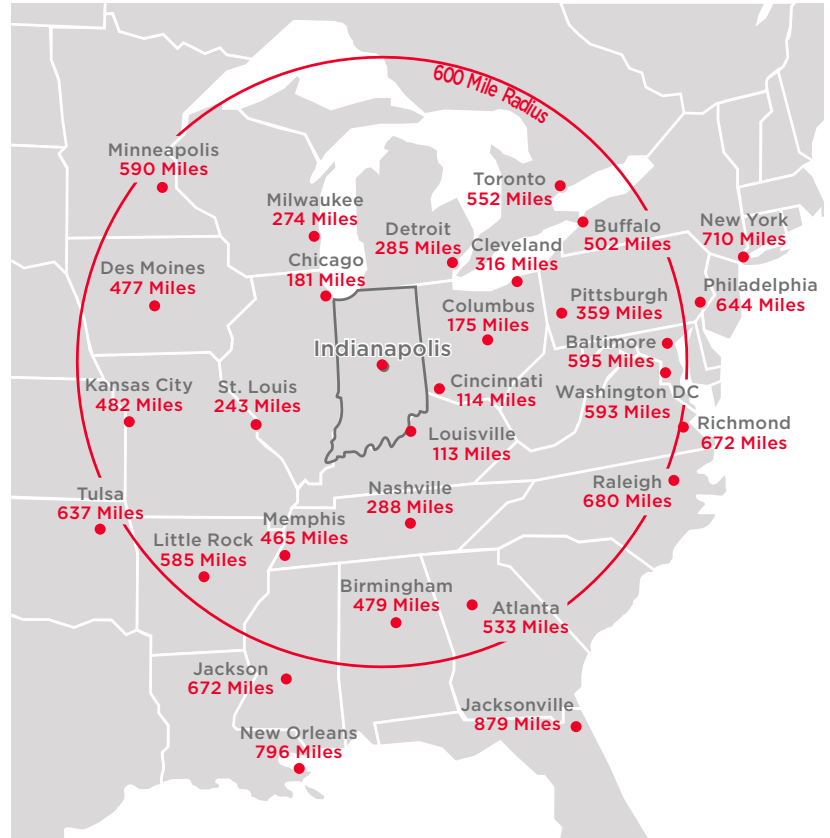 600 Mile Radius
Minneapolis
590 Miles
Milwaukee
274 Miles
Toronto
552 Miles
Detroit
285 Miles
Cleveland
316 Miles
Buffalo
502 Miles
New York
710 Miles
Des Moines
477 Miles
Chicago
181 Miles
Columbus
175 Miles
Pittsburgh
359 Miles
Philadelphia
644 Miles
Indianapolis
Baltimore
595 Miles
Kansas City
482 Miles
St. Louis
243 Miles
Cincinnati
114 Miles
Washington DC
593 Miles
Louisville
113 Miles
Richmond
672 Miles
Tulsa
637 Miles
Nashville
288 Miles
Raleigh
680 Miles
Little Rock
585 Miles
Memphis
465 Miles
Birmingham
479 Miles
Atlanta
533 Miles
Jackson
672 Miles
Jacksonville
879 Miles
New Orleans
796 Miles